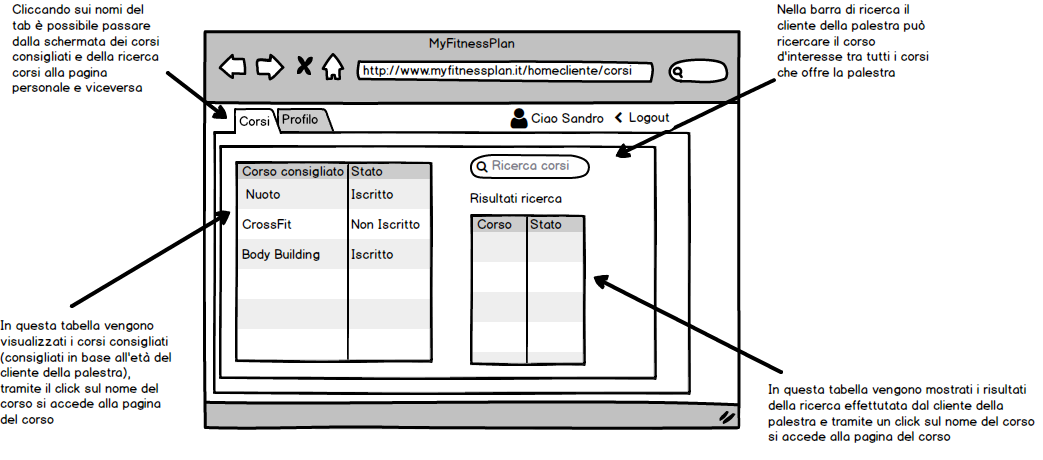 Cliccando sui nomi del
tab è possibile passare
dalla schermata dei corsi
consigliati e della ricerca
corsi alla pagina
personale e viceversa
Nella barra di ricerca il
cliente della palestra può
ricercare il corso
d'interesse tra tutti i corsi
che offre la palestra
MyFitnessPlan
http://www.myfitnessplan.it/homecliente/corsi
Corsi
Profilo
Ciao Sandro
Logout
Corso consigliato Stato
Nuoto Iscritto
CrossFit Non Iscritto
Body Building Iscritto
Ricerca corsi
Risultati ricerca
Corso Stato
In questa tabella vengono
visualizzati i corsi consigliati
(consigliati in base all'età del
cliente della palestra),
tramite il click sul nome del
corso si accede alla pagina
del corso
In questa tabella vengono mostrati i risultati
della ricerca effettutata dal cliente della
palestra e tramite un click sul nome del corso
si accede alla pagina del corso